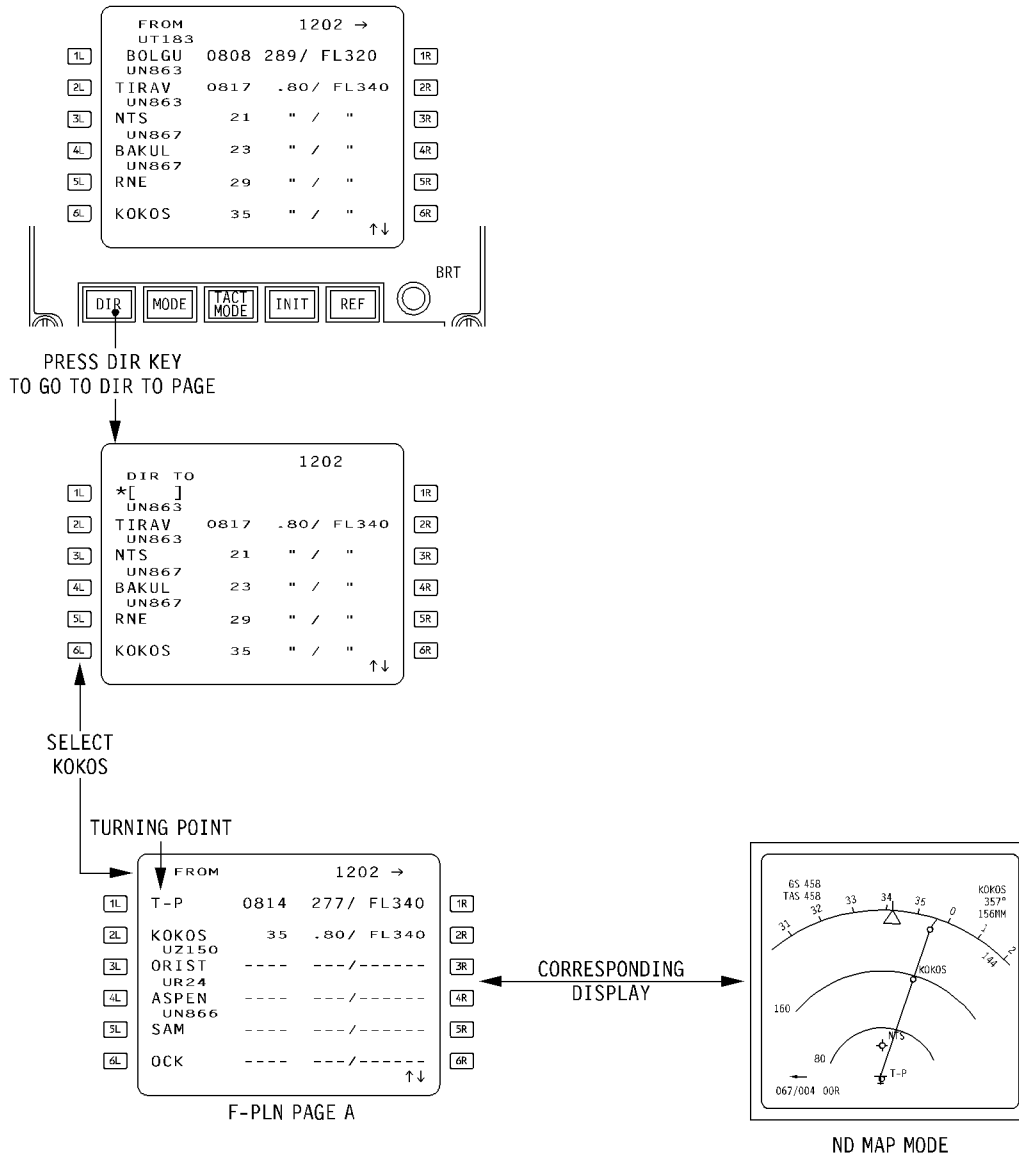 FROM 1202 →
UT183
1L BOLGU 0808 289/ FL320 1R
UN863
2L TIRAV 0817 .80/ FL340 2R
UN863
3L NTS 21 " / " 3R
UN867
4L BAKUL 23 " / " 4R
UN867
5L RNE 29 " / " 5R
6L KOKOS 35 " / " 6R
↑↓
BRT
DIR MODE TACT MODE INIT REF
PRESS DIR KEY
TO GO TO DIR TO PAGE
1202
DIR TO
1L *[ ] 1R
UN863
2L TIRAV 0817 .80/ FL340 2R
UN863
3L NTS 21 " / " 3R
UN867
4L BAKUL 23 " / " 4R
UN867
5L RNE 29 " / " 5R
6L KOKOS 35 " / " 6R
↑↓
SELECT
KOKOS
TURNING POINT
FROM 1202 →
1L T-P 0814 277/ FL340 1R
2L KOKOS 35 .80/ FL340 2R
UZ150
3L ORIST ---- ---/------ 3R
UR24
4L ASPEN ---- ---/------ 4R
UN866
5L SAM ---- ---/------ 5R
6L OCK ---- ---/------ 6R
↑↓
F-PLN PAGE A
CORRESPONDING
DISPLAY
GS 458
TAS 458
KOKOS
357°
156MM
31 32 33 34 35 0 1 2
144
KOKOS
160
NTS
80
T-P
067/004 00R
ND MAP MODE